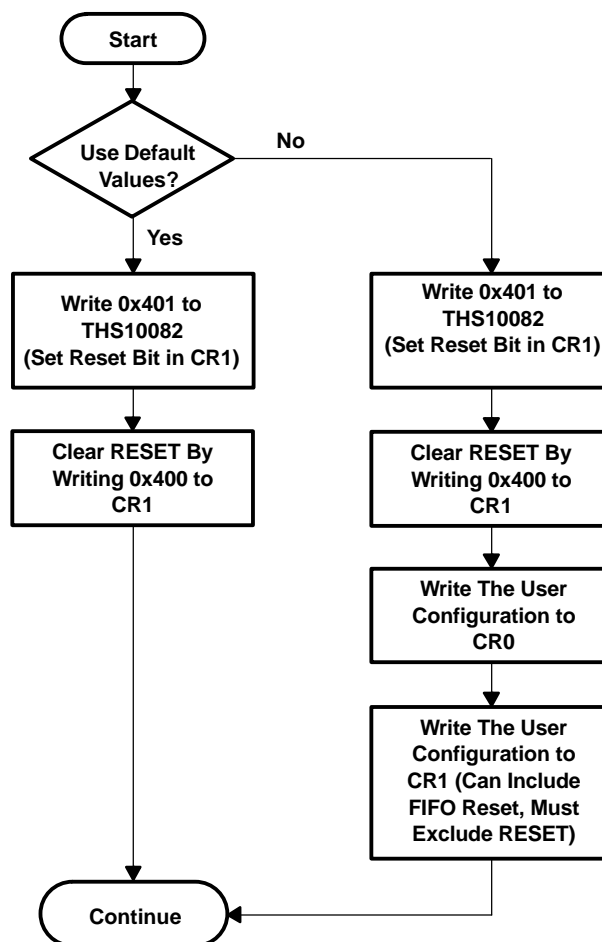 Start
Use Default
Values?
No
Yes
Write 0x401 to
THS10082
(Set Reset Bit in CR1)
Clear RESET By
Writing 0x400 to
CR1
Write 0x401 to
THS10082
(Set Reset Bit in CR1)
Clear RESET By
Writing 0x400 to
CR1
Write The User
Configuration to
CR0
Write The User
Configuration to
CR1 (Can Include
FIFO Reset, Must
Exclude RESET)
Continue